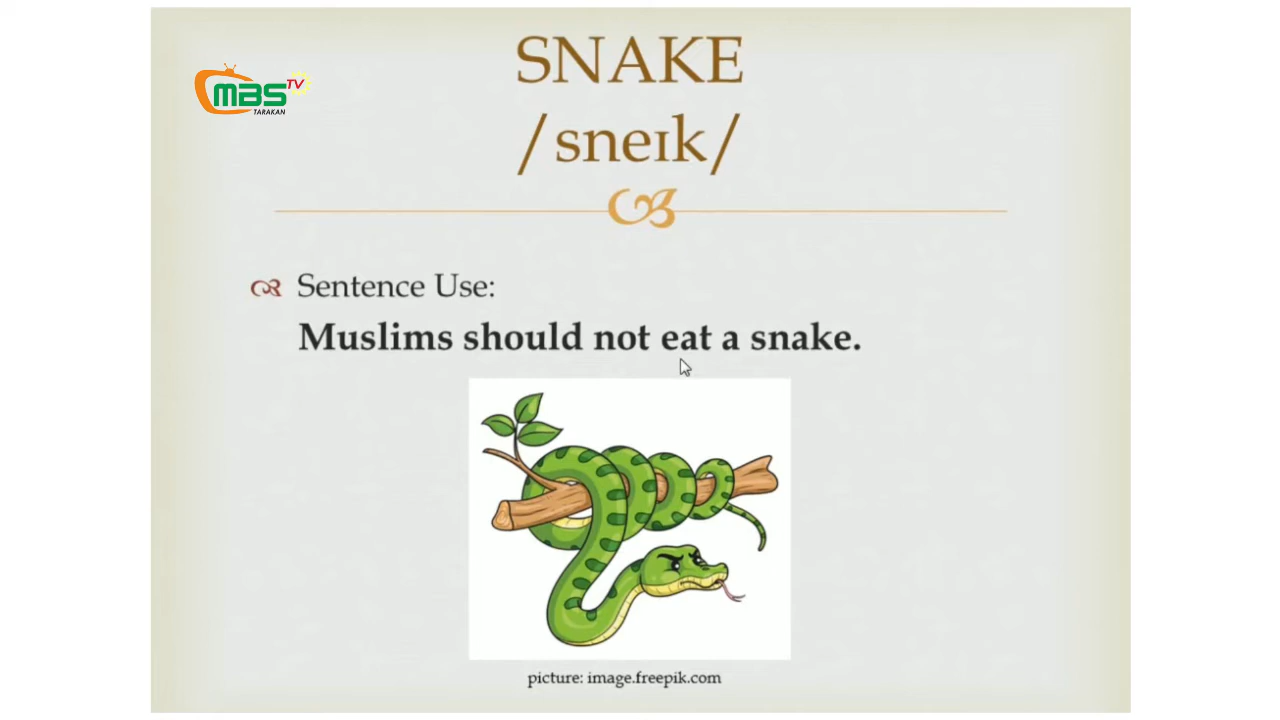 SNAKE
MBS TV
TARAKAN
/sneɪk/
Sentence Use:
Muslims should not eat a snake.
picture: image.freepik.com